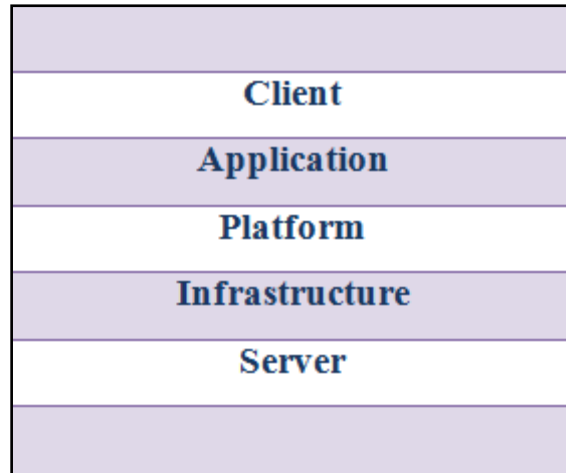 Client
Application
Platform
Infrastructure
Server